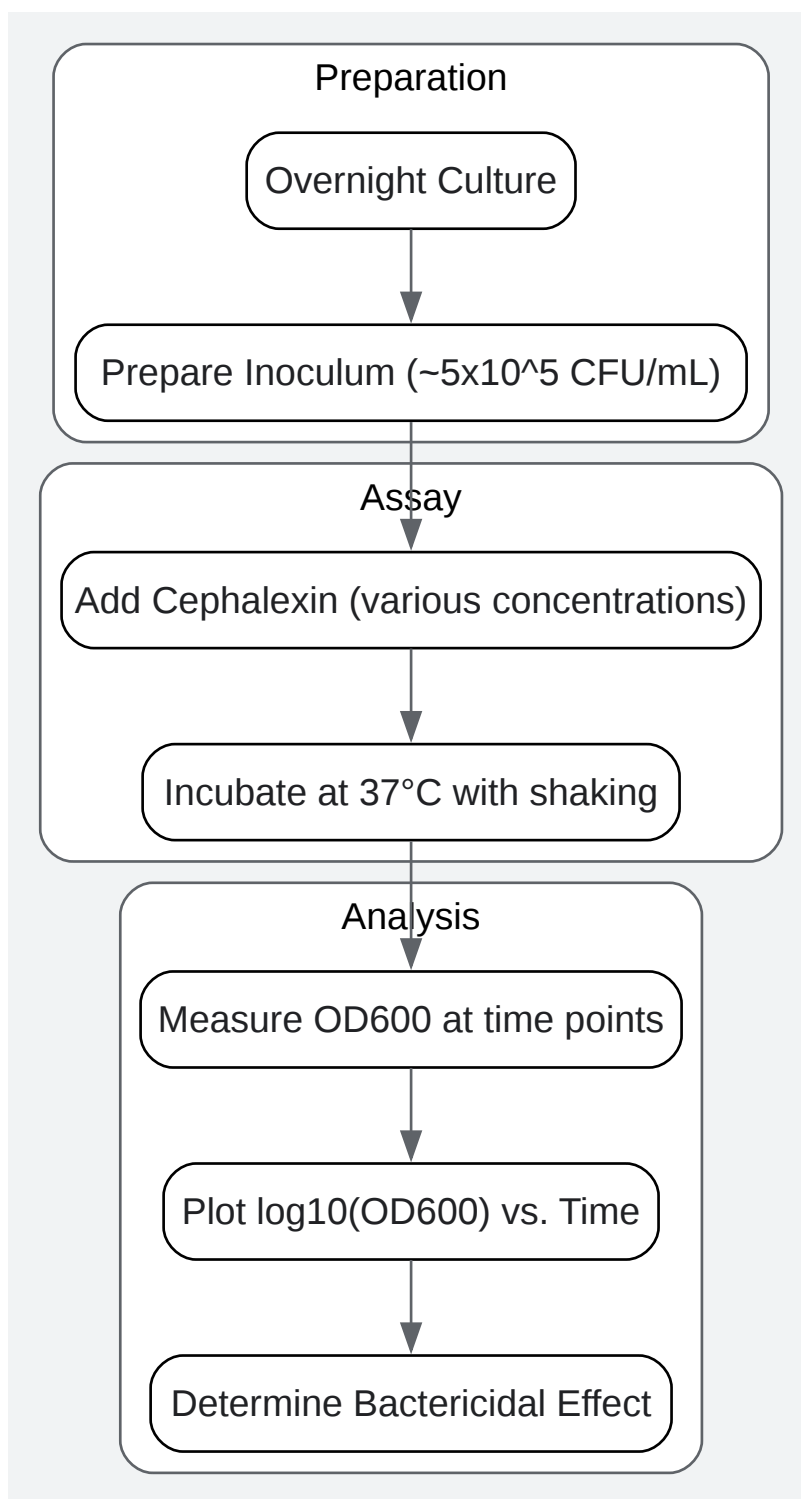 Preparation
Overnight Culture
Prepare Inoculum (~5x10^5 CFU/mL)
Assay
Add Cephalexin (various concentrations)
Incubate at 37°C with shaking
Analysis
Measure OD600 at time points
Plot log10(OD600) vs. Time
Determine Bactericidal Effect